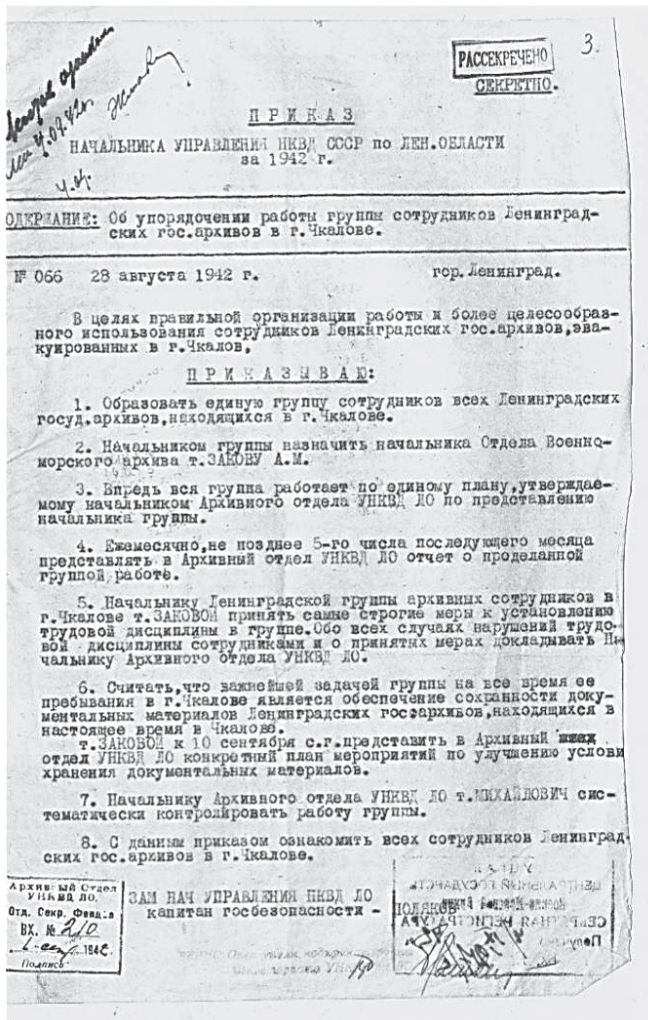 3.
РАССЕКРЕЧЕНО
СЕКРЕТНО.
ПРИКАЗ
НАЧАЛЬНИКА УПРАВЛЕНИЯ НКВД СССР по ЛЕН.ОБЛАСТИ
за 1942 г.
ОДЕРЖАНИЕ: Об упорядочении работы группы сотрудников Ленинград-
ских гос.архивов в г.Чкалове.
№ 066 28 августа 1942 г. гор.Ленинград.
В целях правильной организации работы и более целесообраз-
ного использования сотрудников Ленинградских гос.архивов,эва-
куированных в г.Чкалов,
ПРИКАЗЫВАЮ:
1. Образовать единую группу сотрудников всех Ленинградских
госуд.архивов,находящихся в г.Чкалове.
2. Начальником группы назначить начальника Отдела Военно-
морского архива т.ЗАКОВУ А.М.
3. Впредь вся группа работает по единому плану,утверждае-
мому начальником Архивного отдела УНКВД ЛО по представлению
начальника группы.
4. Ежемесячно,не позднее 5-го числа последующего месяца
представлять в Архивный отдел УНКВД ЛО отчет о проделанной
группой работе.
5. Начальнику Ленинградской группы архивных сотрудников в
г.Чкалове т.ЗАКОВОЙ принять самые строгие меры к установлению
трудовой дисциплины в группе.Обо всех случаях нарушений трудо-
вой дисциплины сотрудниками и о принятых мерах докладывать На
чальнику Архивного отдела УНКВД ЛО.
6. Считать,что важнейшей задачей группы на все время ее
пребывания в г.Чкалове является обеспечение сохранности доку-
ментальных материалов Ленинградских гос.архивов,находящихся в
настоящее время в Чкалове.
т.ЗАКОВОЙ к 10 сентября с.г.представить в Архивный
отдел УНКВД ЛО конкретный план мероприятий по улучшению услови
хранения документальных материалов.
7. Начальнику Архивного отдела УНКВД ЛО т.МИХАЙЛОВИЧ сис-
тематически контролировать работу группы.
8. С данным приказом ознакомить всех сотрудников Ленинград-
ских гос.архивов в г.Чкалове.
ЗАМ НАЧ УПРАВЛЕНИЯ НКВД ЛО
капитан госбезопасности - ПОЛЯКОВ
Архивный Отдел
УНКВД ЛО.
Отд. Секр. Фондов
ВХ. № 210
1942
Подпись